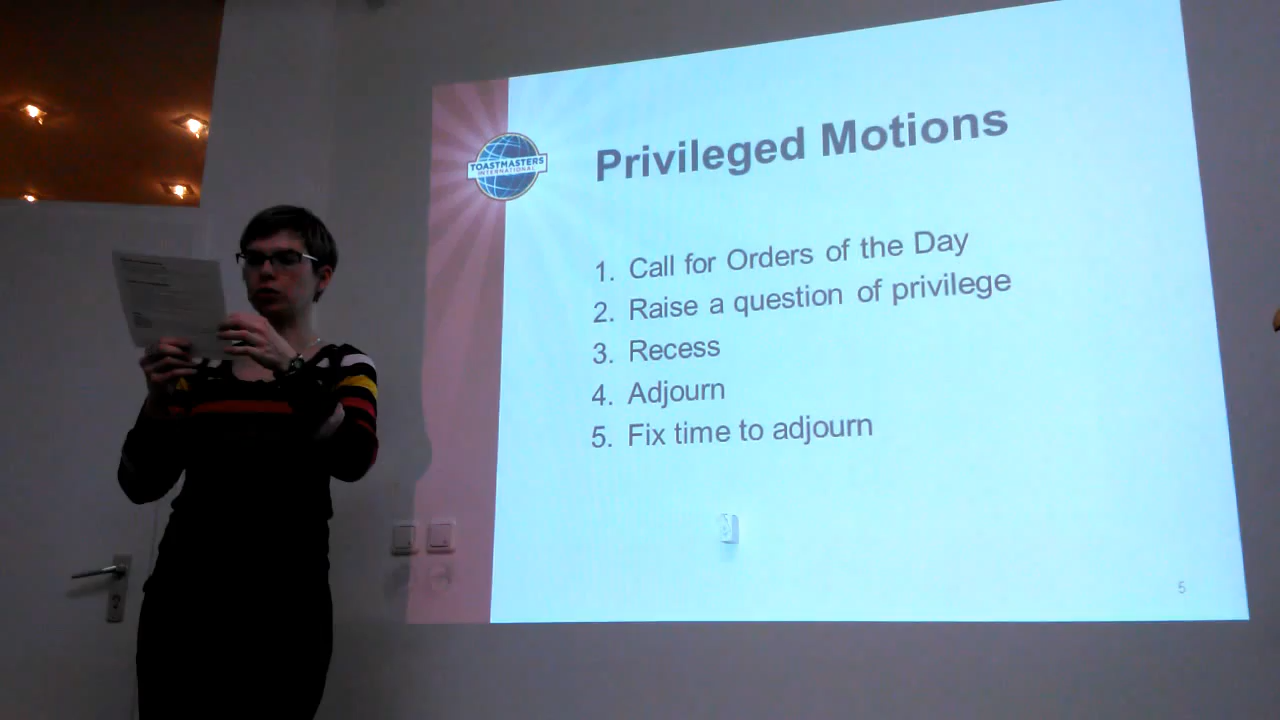 TOASTMASTERS
INTERNATIONAL
Privileged Motions
1. Call for Orders of the Day
2. Raise a question of privilege
3. Recess
4. Adjourn
5. Fix time to adjourn
5